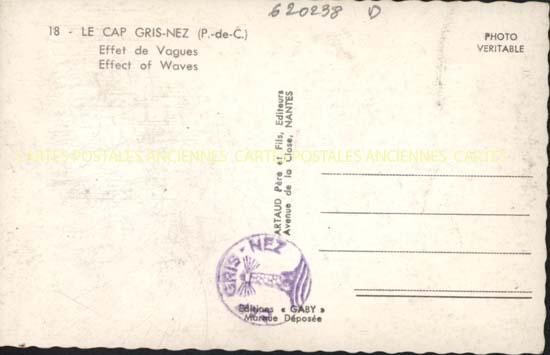 620238 D
18 - LE CAP GRIS-NEZ (P.-de-C.)
Effet de Vagues
Effect of Waves
PHOTO
VERITABLE
CARTES POSTALES ANCIENNES CARTES POSTALES ANCIENNES CARTES
ARTAUD Père et Fils, Editeurs
Avenue de la Close, NANTES
GRIS-NEZ
Editions « GABY »
Marque Déposée